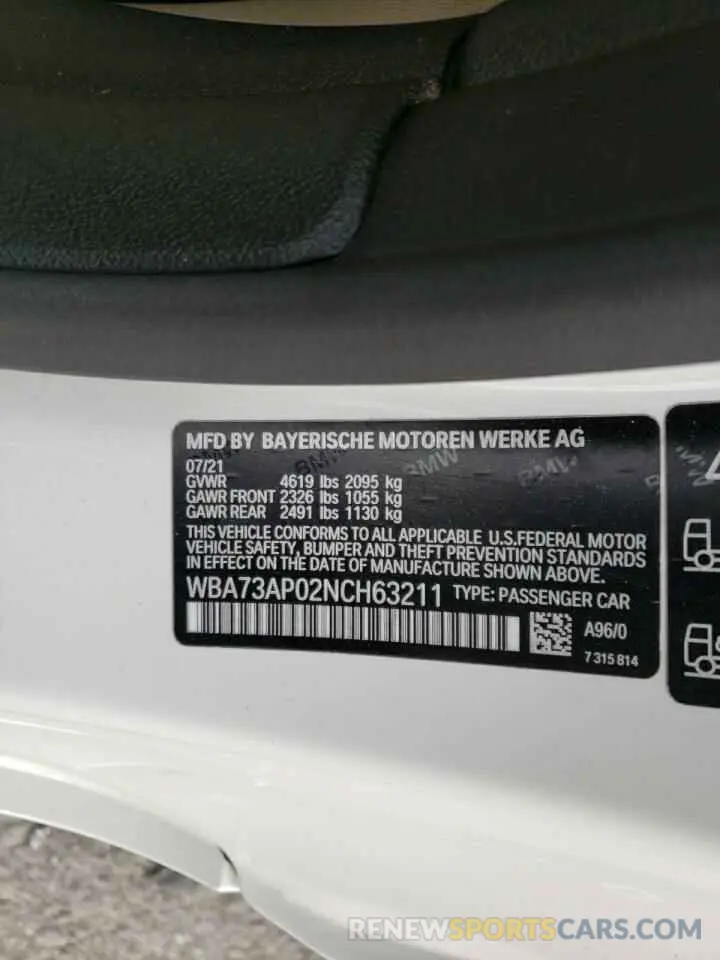 MFD BY BAYERISCHE MOTOREN WERKE AG
07/21
GVWR 4619 lbs 2095 kg
GAWR FRONT 2326 lbs 1055 kg
GAWR REAR 2491 lbs 1130 kg
THIS VEHICLE CONFORMS TO ALL APPLICABLE U.S.FEDERAL MOTOR
VEHICLE SAFETY, BUMPER AND THEFT PREVENTION STANDARDS
IN EFFECT ON THE DATE OF MANUFACTURE SHOWN ABOVE.
WBA73AP02NCH63211 TYPE: PASSENGER CAR
A96/0
7 315 814
BMW BMW BMW
RENEWSPORTSCARS.COM